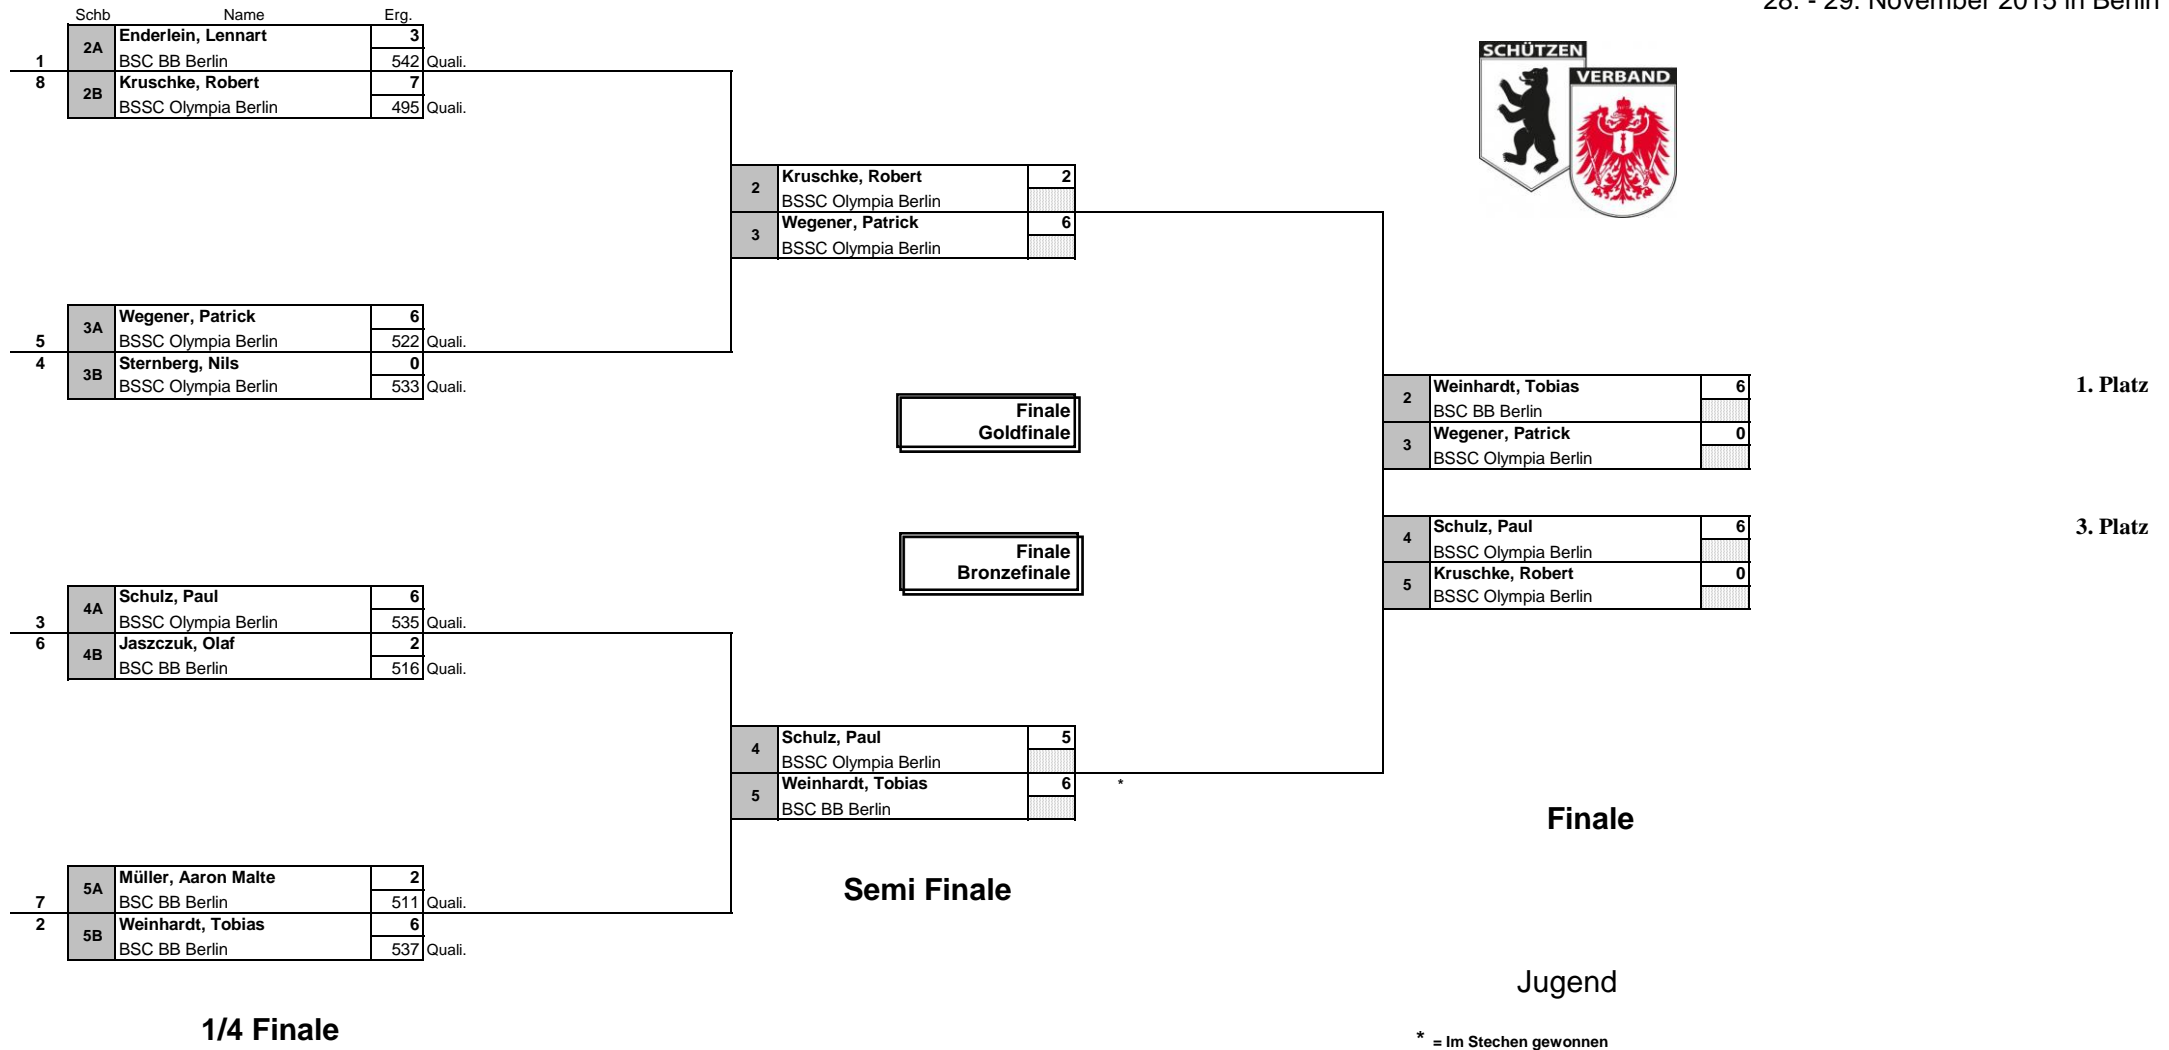 28. - 29. November 2015 in Berlin
Schb Name Erg.
2A Enderlein, Lennart 3
1 BSC BB Berlin 542 Quali.
8 2B Kruschke, Robert 7
BSSC Olympia Berlin 495 Quali.
SCHÜTZEN
VERBAND
2 Kruschke, Robert 2
BSSC Olympia Berlin
3 Wegener, Patrick 6
BSSC Olympia Berlin
3A Wegener, Patrick 6
5 BSSC Olympia Berlin 522 Quali.
4 3B Sternberg, Nils 0
BSSC Olympia Berlin 533 Quali.
Finale
Goldfinale
2 Weinhardt, Tobias 6 1. Platz
BSC BB Berlin
3 Wegener, Patrick 0
BSSC Olympia Berlin
Finale
Bronzefinale
4 Schulz, Paul 6 3. Platz
BSSC Olympia Berlin
5 Kruschke, Robert 0
BSSC Olympia Berlin
4A Schulz, Paul 6
3 BSSC Olympia Berlin 535 Quali.
6 4B Jaszczuk, Olaf 2
BSC BB Berlin 516 Quali.
4 Schulz, Paul 5
BSSC Olympia Berlin
5 Weinhardt, Tobias 6 *
BSC BB Berlin
Finale
5A Müller, Aaron Malte 2
7 BSC BB Berlin 511 Quali.
2 5B Weinhardt, Tobias 6
BSC BB Berlin 537 Quali.
Semi Finale
Jugend
1/4 Finale
* = Im Stechen gewonnen